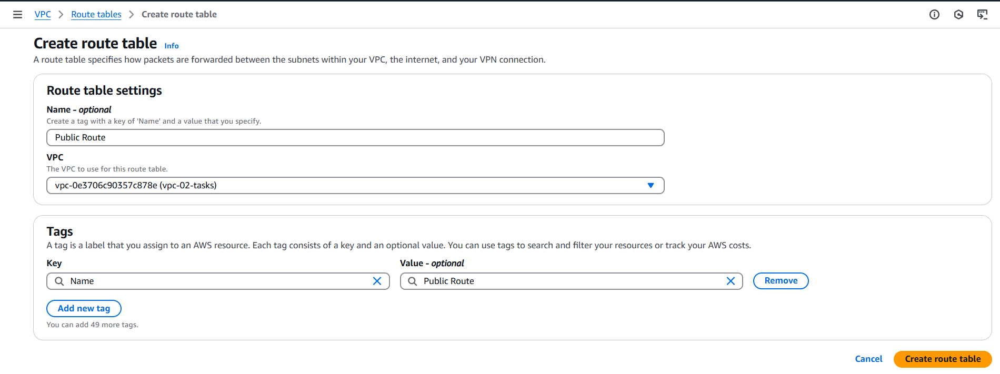 VPC > Route tables > Create route table
Create route table Info
A route table specifies how packets are forwarded between the subnets within your VPC, the internet, and your VPN connection.
Route table settings
Name - optional
Create a tag with a key of 'Name' and a value that you specify.
Public Route
VPC
The VPC to use for this route table.
vpc-0e3706c90357c878e (vpc-02-tasks)
Tags
A tag is a label that you assign to an AWS resource. Each tag consists of a key and an optional value. You can use tags to search and filter your resources or track your AWS costs.
Key Value - optional
Name Public Route Remove
Add new tag
You can add 49 more tags.
Cancel Create route table